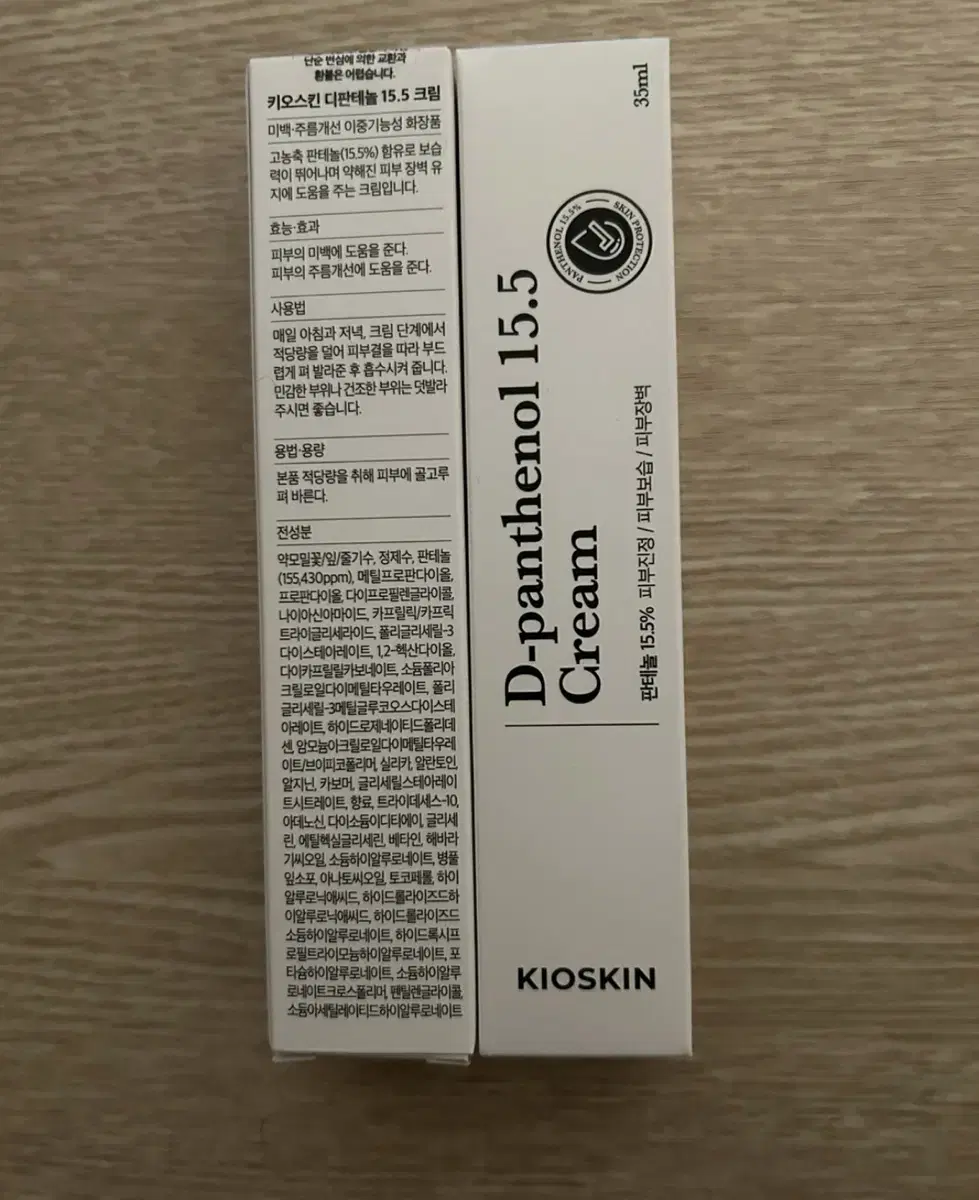 단순 변심에 의한 교환과
환불은 어렵습니다.
키오스킨 디판테놀 15.5 크림
미백·주름개선 이중기능성 화장품
고농축 판테놀(15.5%) 함유로 보습
력이 뛰어나며 약해진 피부 장벽 유
지에 도움을 주는 크림입니다.
효능·효과
피부의 미백에 도움을 준다.
피부의 주름개선에 도움을 준다.
사용법
매일 아침과 저녁, 크림 단계에서
적당량을 덜어 피부결을 따라 부드
럽게 펴 발라준 후 흡수시켜 줍니다.
민감한 부위나 건조한 부위는 덧발라
주시면 좋습니다.
용법·용량
본품 적당량을 취해 피부에 골고루
펴 바른다.
전성분
약모밀꽃/잎/줄기수, 정제수, 판테놀
(155,430ppm), 메틸프로판다이올,
프로판다이올, 다이프로필렌글라이콜,
나이아신아마이드, 카프릴릭/카프릭
트라이글리세라이드, 폴리글리세릴-3
다이스테아레이트, 1,2-헥산다이올,
다이카프릴릴카보네이트, 소듐폴리아
크릴로일다이메틸타우레이트, 폴리
글리세릴-3메틸글루코오스다이스테
아레이트, 하이드로제네이티드폴리데
센, 암모늄아크릴로일다이메틸타우레
이트/브이피코폴리머, 실리카, 알란토인,
알지닌, 카보머, 글리세릴스테아레이
트시트레이트, 향료, 트라이데세스-10,
아데노신, 다이소듐이디티에이, 글리세
린, 에틸헥실글리세린, 베타인, 해바라
기씨오일, 소듐하이알루로네이트, 병풀
잎소포, 아나토씨오일, 토코페롤, 하이
알루로닉애씨드, 하이드롤라이즈드하
이알루로닉애씨드, 하이드롤라이즈드
소듐하이알루로네이트, 하이드록시프
로필트라이모늄하이알루로네이트, 포
타슘하이알루로네이트, 소듐하이알루
로네이트크로스폴리머, 펜틸렌글라이콜,
소듐아세틸레이티드하이알루로네이트
35ml
PANTHENOL 15.5%
SKIN PROTECTION
D-panthenol 15.5
Cream
판테놀 15.5% 피부진정 / 피부보습 / 피부장벽
KIOSKIN